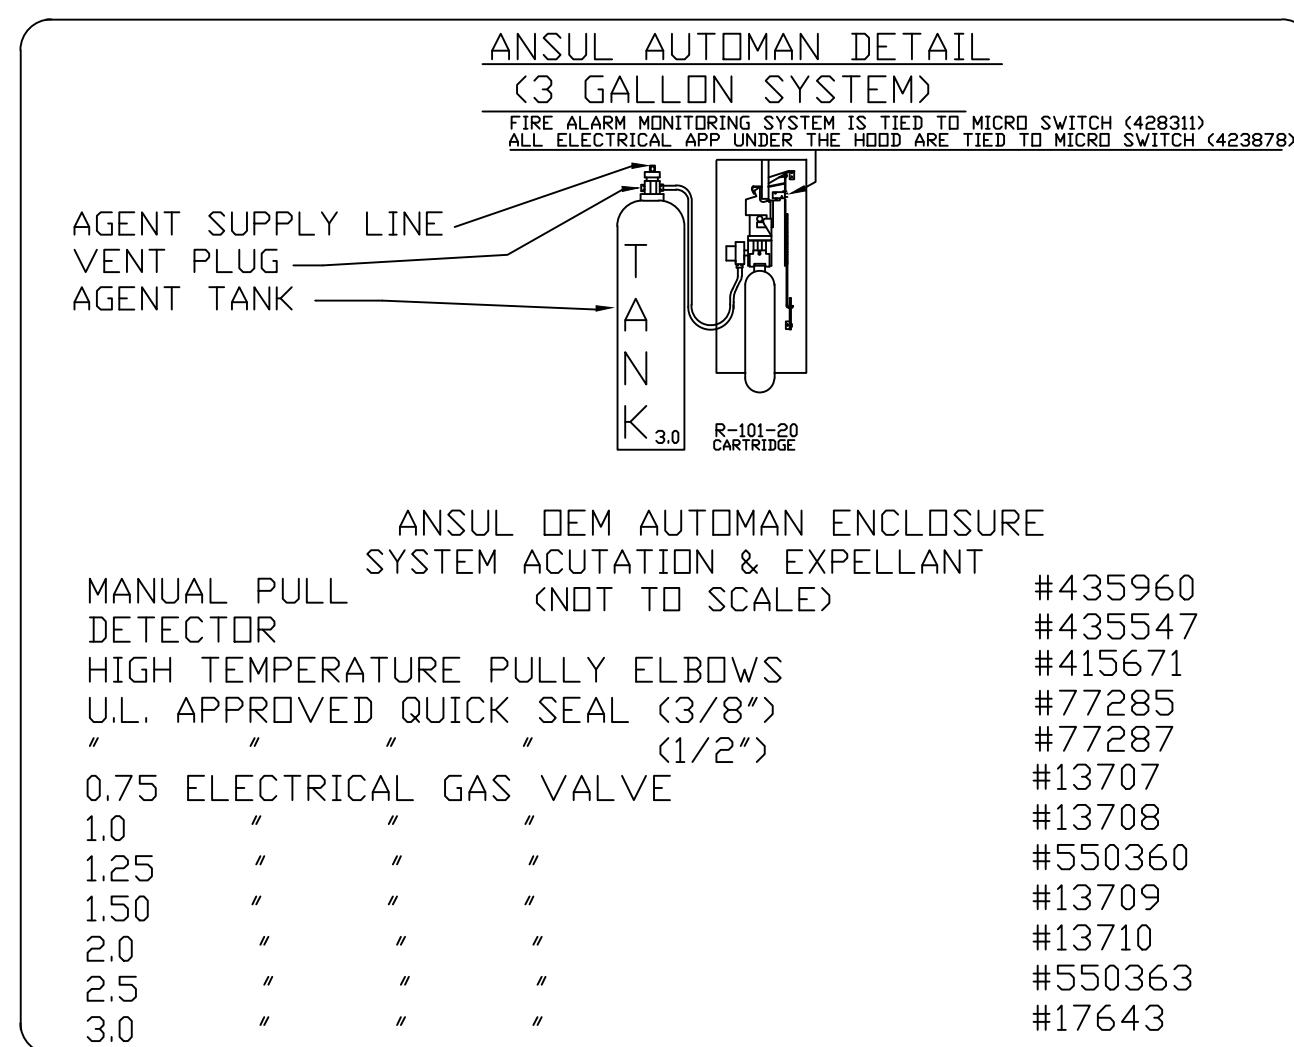 ANSUL AUTOMAN DETAIL
(3 GALLON SYSTEM)
FIRE ALARM MONITORING SYSTEM IS TIED TO MICRO SWITCH (428311)
ALL ELECTRICAL APP UNDER THE HOOD ARE TIED TO MICRO SWITCH (423878)
AGENT SUPPLY LINE
VENT PLUG
AGENT TANK
TANK
3.0
R-101-20
CARTRIDGE
ANSUL OEM AUTOMAN ENCLOSURE
SYSTEM ACUTATION & EXPELLANT
(NOT TO SCALE)
MANUAL PULL #435960
DETECTOR #435547
HIGH TEMPERATURE PULLY ELBOWS #415671
U.L. APPROVED QUICK SEAL (3/8") #77285
" " " " (1/2") #77287
0.75 ELECTRICAL GAS VALVE #13707
1.0 " " " #13708
1.25 " " " #550360
1.50 " " " #13709
2.0 " " " #13710
2.5 " " " #550363
3.0 " " " #17643